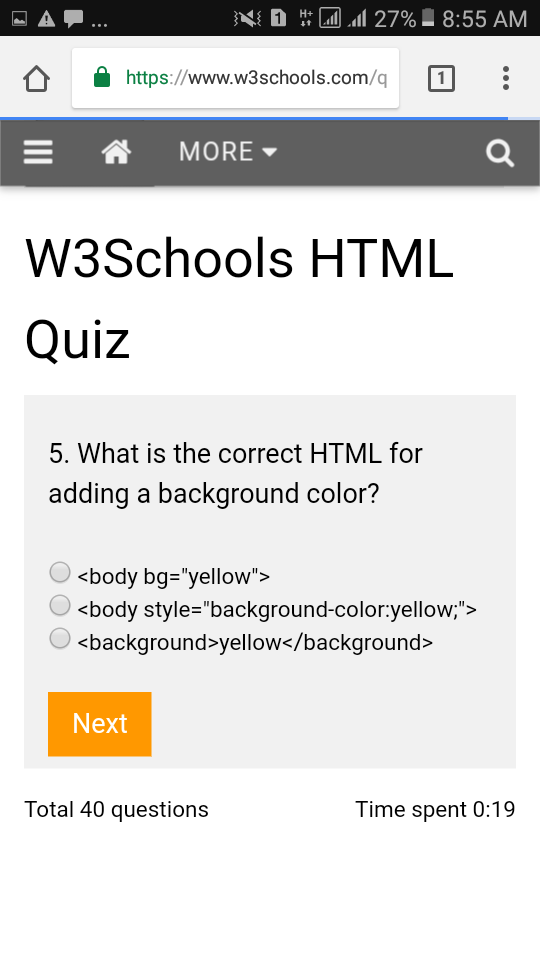 ... 1 H+ 27% 8:55 AM
https://www.w3schools.com/q 1
MORE
W3Schools HTML
Quiz
5. What is the correct HTML for
adding a background color?
<body bg="yellow">
<body style="background-color:yellow;">
<background>yellow</background>
Next
Total 40 questions Time spent 0:19